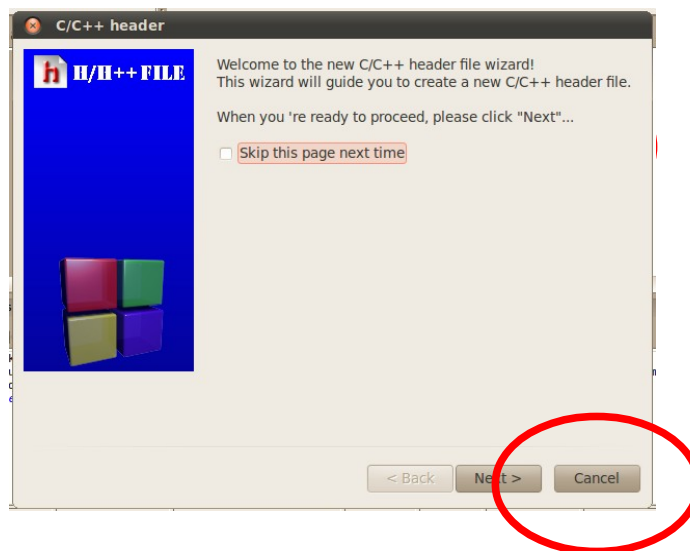 C/C++ header
h H/H++ FILE
Welcome to the new C/C++ header file wizard!
This wizard will guide you to create a new C/C++ header file.
When you 're ready to proceed, please click "Next"...
Skip this page next time
< Back Next > Cancel